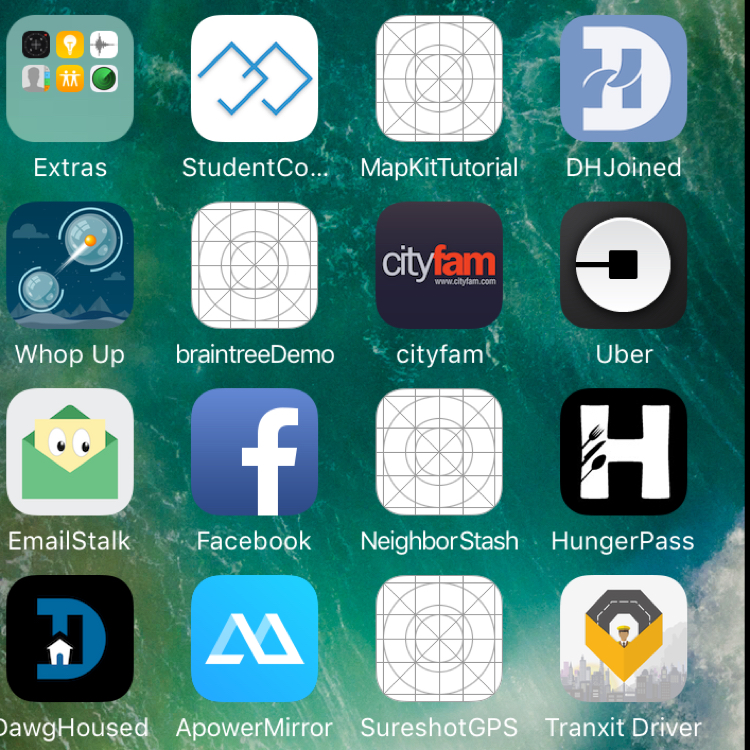 Extras
StudentCo...
MapKitTutorial
DHJoined
cityfam
www.cityfam.com
Whop Up
braintreeDemo
cityfam
Uber
EmailStalk
Facebook
NeighborStash
HungerPass
DawgHoused
ApowerMirror
SureshotGPS
Tranxit Driver